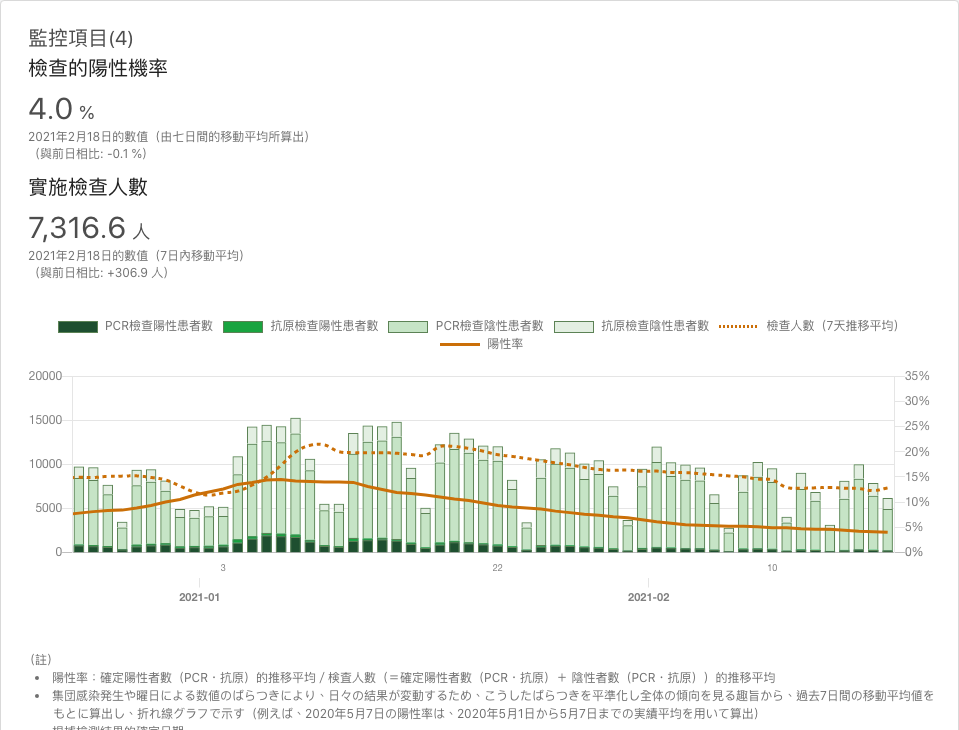 監控項目(4)
檢查的陽性機率
4.0 %
2021年2月18日的數值（由七日間的移動平均所算出）
（與前日相比: -0.1 %）
實施檢查人數
7,316.6 人
2021年2月18日的數值（7日內移動平均）
（與前日相比: +306.9 人）
PCR檢查陽性患者數 抗原檢查陽性患者數 PCR檢查陰性患者數 抗原檢查陰性患者數 檢查人數（7天推移平均）
陽性率
20000 35%
30%
15000 25%
20%
10000 15%
5000 10%
5%
0 0%
3 22 10
2021-01 2021-02
（註）
• 陽性率：確定陽性者數（PCR・抗原）的推移平均 / 検査人數（＝確定陽性者數（PCR・抗原）＋ 陰性者數（PCR・抗原））的推移平均
• 集団感染発生や曜日による数値のばらつきにより、日々の結果が変動するため、こうしたばらつきを平準化し全体の傾向を見る趣旨から、過去7日間の移動平均値を
もとに算出し、折れ線グラフで示す（例えば、2020年5月7日の陽性率は、2020年5月1日から5月7日までの実績平均を用いて算出）